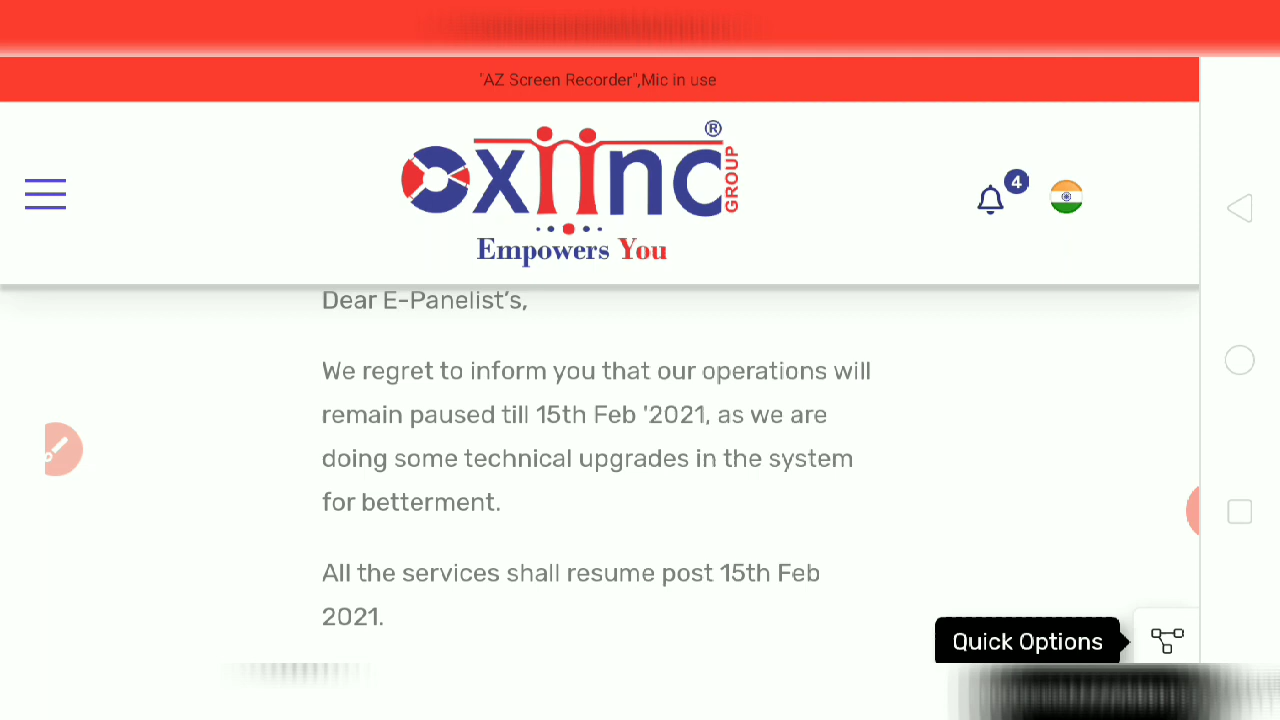 "AZ Screen Recorder",Mic in use
oxiinc GROUP ®
Empowers You
4
Dear E-Panelist's,
We regret to inform you that our operations will
remain paused till 15th Feb '2021, as we are
doing some technical upgrades in the system
for betterment.
All the services shall resume post 15th Feb
2021.
Quick Options